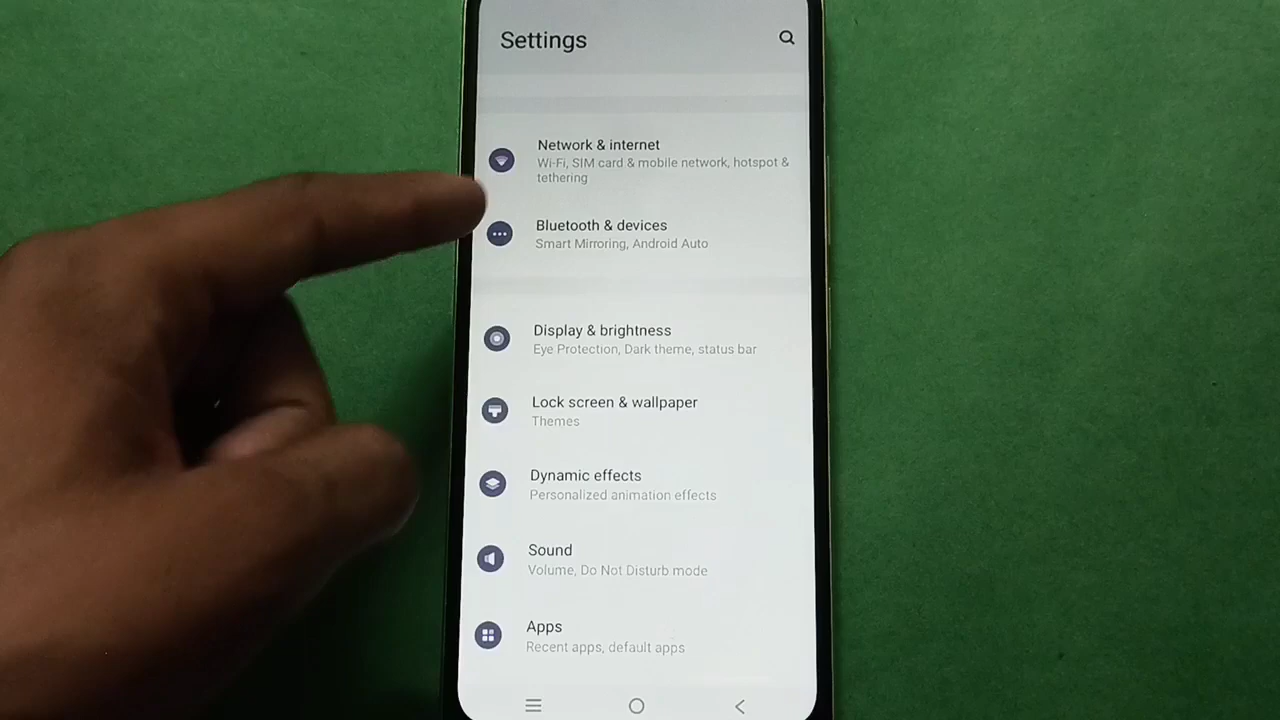 Settings
Network & internet
Wi-Fi, SIM card & mobile network, hotspot &
tethering
Bluetooth & devices
Smart Mirroring, Android Auto
Display & brightness
Eye Protection, Dark theme, status bar
Lock screen & wallpaper
Themes
Dynamic effects
Personalized animation effects
Sound
Volume, Do Not Disturb mode
Apps
Recent apps, default apps